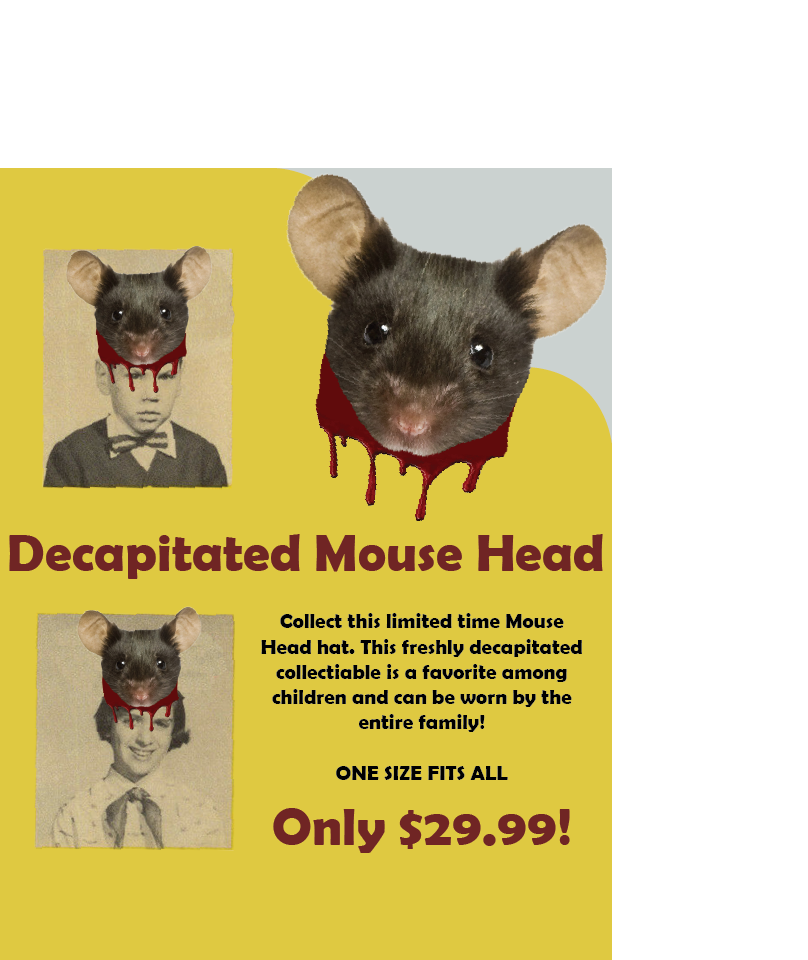 Decapitated Mouse Head
Collect this limited time Mouse
Head hat. This freshly decapitated
collectiable is a favorite among
children and can be worn by the
entire family!
ONE SIZE FITS ALL
Only $29.99!